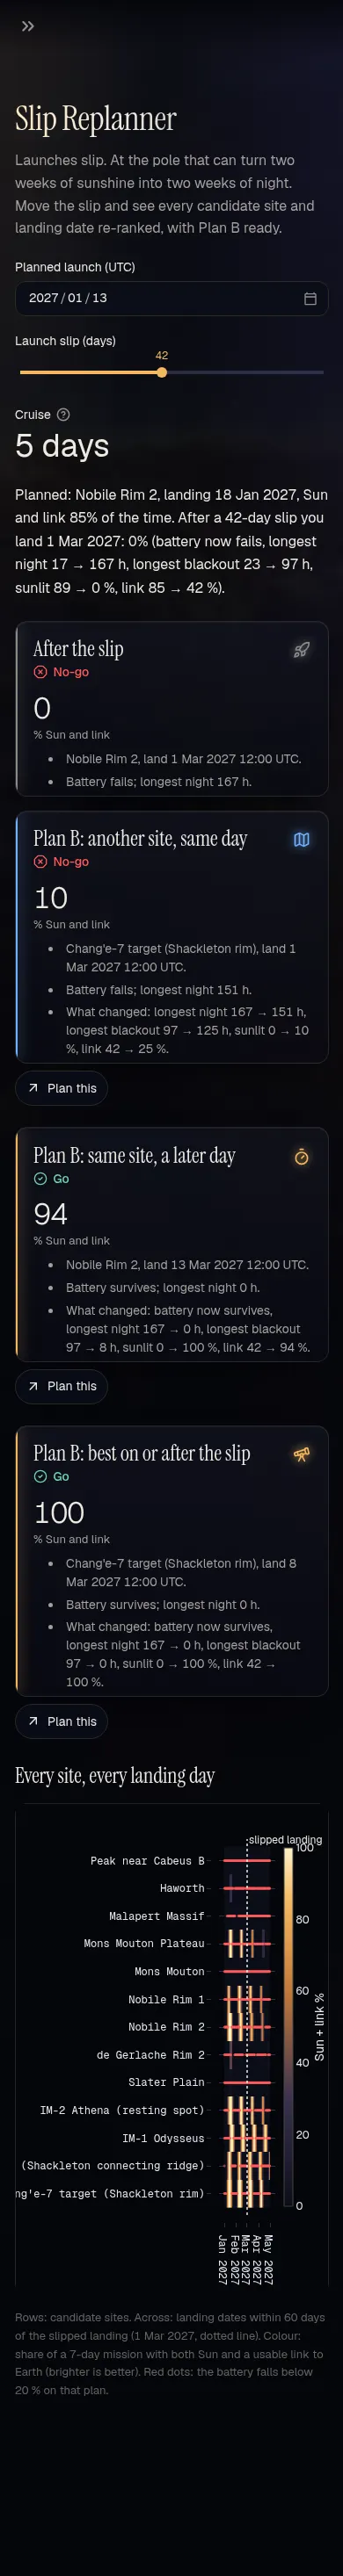 Slip Replanner
Launches slip. At the pole that can turn two
weeks of sunshine into two weeks of night.
Move the slip and see every candidate site and
landing date re-ranked, with Plan B ready.
Planned launch (UTC)
2027 / 01 / 13
Launch slip (days)
42
Cruise
5 days
Planned: Nobile Rim 2, landing 18 Jan 2027, Sun
and link 85% of the time. After a 42-day slip you
land 1 Mar 2027: 0% (battery now fails, longest
night 17 → 167 h, longest blackout 23 → 97 h,
sunlit 89 → 0 %, link 85 → 42 %).
After the slip
No-go
0
% Sun and link
• Nobile Rim 2, land 1 Mar 2027 12:00 UTC.
• Battery fails; longest night 167 h.
Plan B: another site, same day
No-go
10
% Sun and link
• Chang'e-7 target (Shackleton rim), land 1
Mar 2027 12:00 UTC.
• Battery fails; longest night 151 h.
• What changed: longest night 167 → 151 h,
longest blackout 97 → 125 h, sunlit 0 → 10
%, link 42 → 25 %.
Plan this
Plan B: same site, a later day
Go
94
% Sun and link
• Nobile Rim 2, land 13 Mar 2027 12:00 UTC.
• Battery survives; longest night 0 h.
• What changed: battery now survives,
longest night 167 → 0 h, longest blackout
97 → 8 h, sunlit 0 → 100 %, link 42 → 94 %.
Plan this
Plan B: best on or after the slip
Go
100
% Sun and link
• Chang'e-7 target (Shackleton rim), land 8
Mar 2027 12:00 UTC.
• Battery survives; longest night 0 h.
• What changed: battery now survives,
longest night 167 → 0 h, longest blackout
97 → 0 h, sunlit 0 → 100 %, link 42 →
100 %.
Plan this
Every site, every landing day
slipped landing
Peak near Cabeus B
Haworth
Malapert Massif
Mons Mouton Plateau
Mons Mouton
Nobile Rim 1
Nobile Rim 2
de Gerlache Rim 2
Slater Plain
IM-2 Athena (resting spot)
IM-1 Odysseus
(Shackleton connecting ridge)
ng'e-7 target (Shackleton rim)
100
80
60
40
20
0
Sun + link %
Jan 2027
Feb 2027
Mar 2027
Apr 2027
May 2027
Rows: candidate sites. Across: landing dates within 60 days
of the slipped landing (1 Mar 2027, dotted line). Colour:
share of a 7-day mission with both Sun and a usable link to
Earth (brighter is better). Red dots: the battery falls below
20 % on that plan.